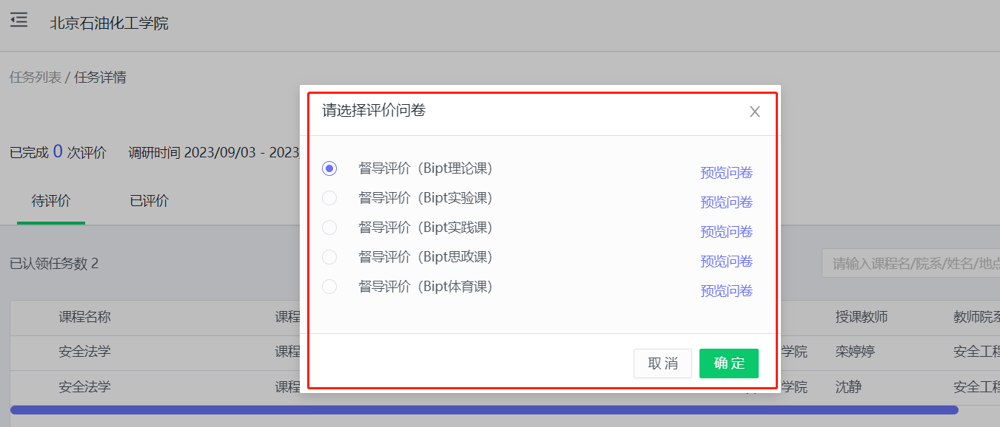 北京石油化工学院
任务列表 / 任务详情
请选择评价问卷
已完成 0 次评价 调研时间 2023/09/03 - 2023
督导评价（Bipt理论课） 预览问卷
督导评价（Bipt实验课） 预览问卷
督导评价（Bipt实践课） 预览问卷
督导评价（Bipt思政课） 预览问卷
督导评价（Bipt体育课） 预览问卷
待评价 已评价
已认领任务数 2
请输入课程名/院系/姓名/地点
课程名称 课程 授课教师 教师院系
安全法学 课程 学院 栾婷婷 安全工程
取消 确定
安全法学 课程 学院 沈静 安全工程